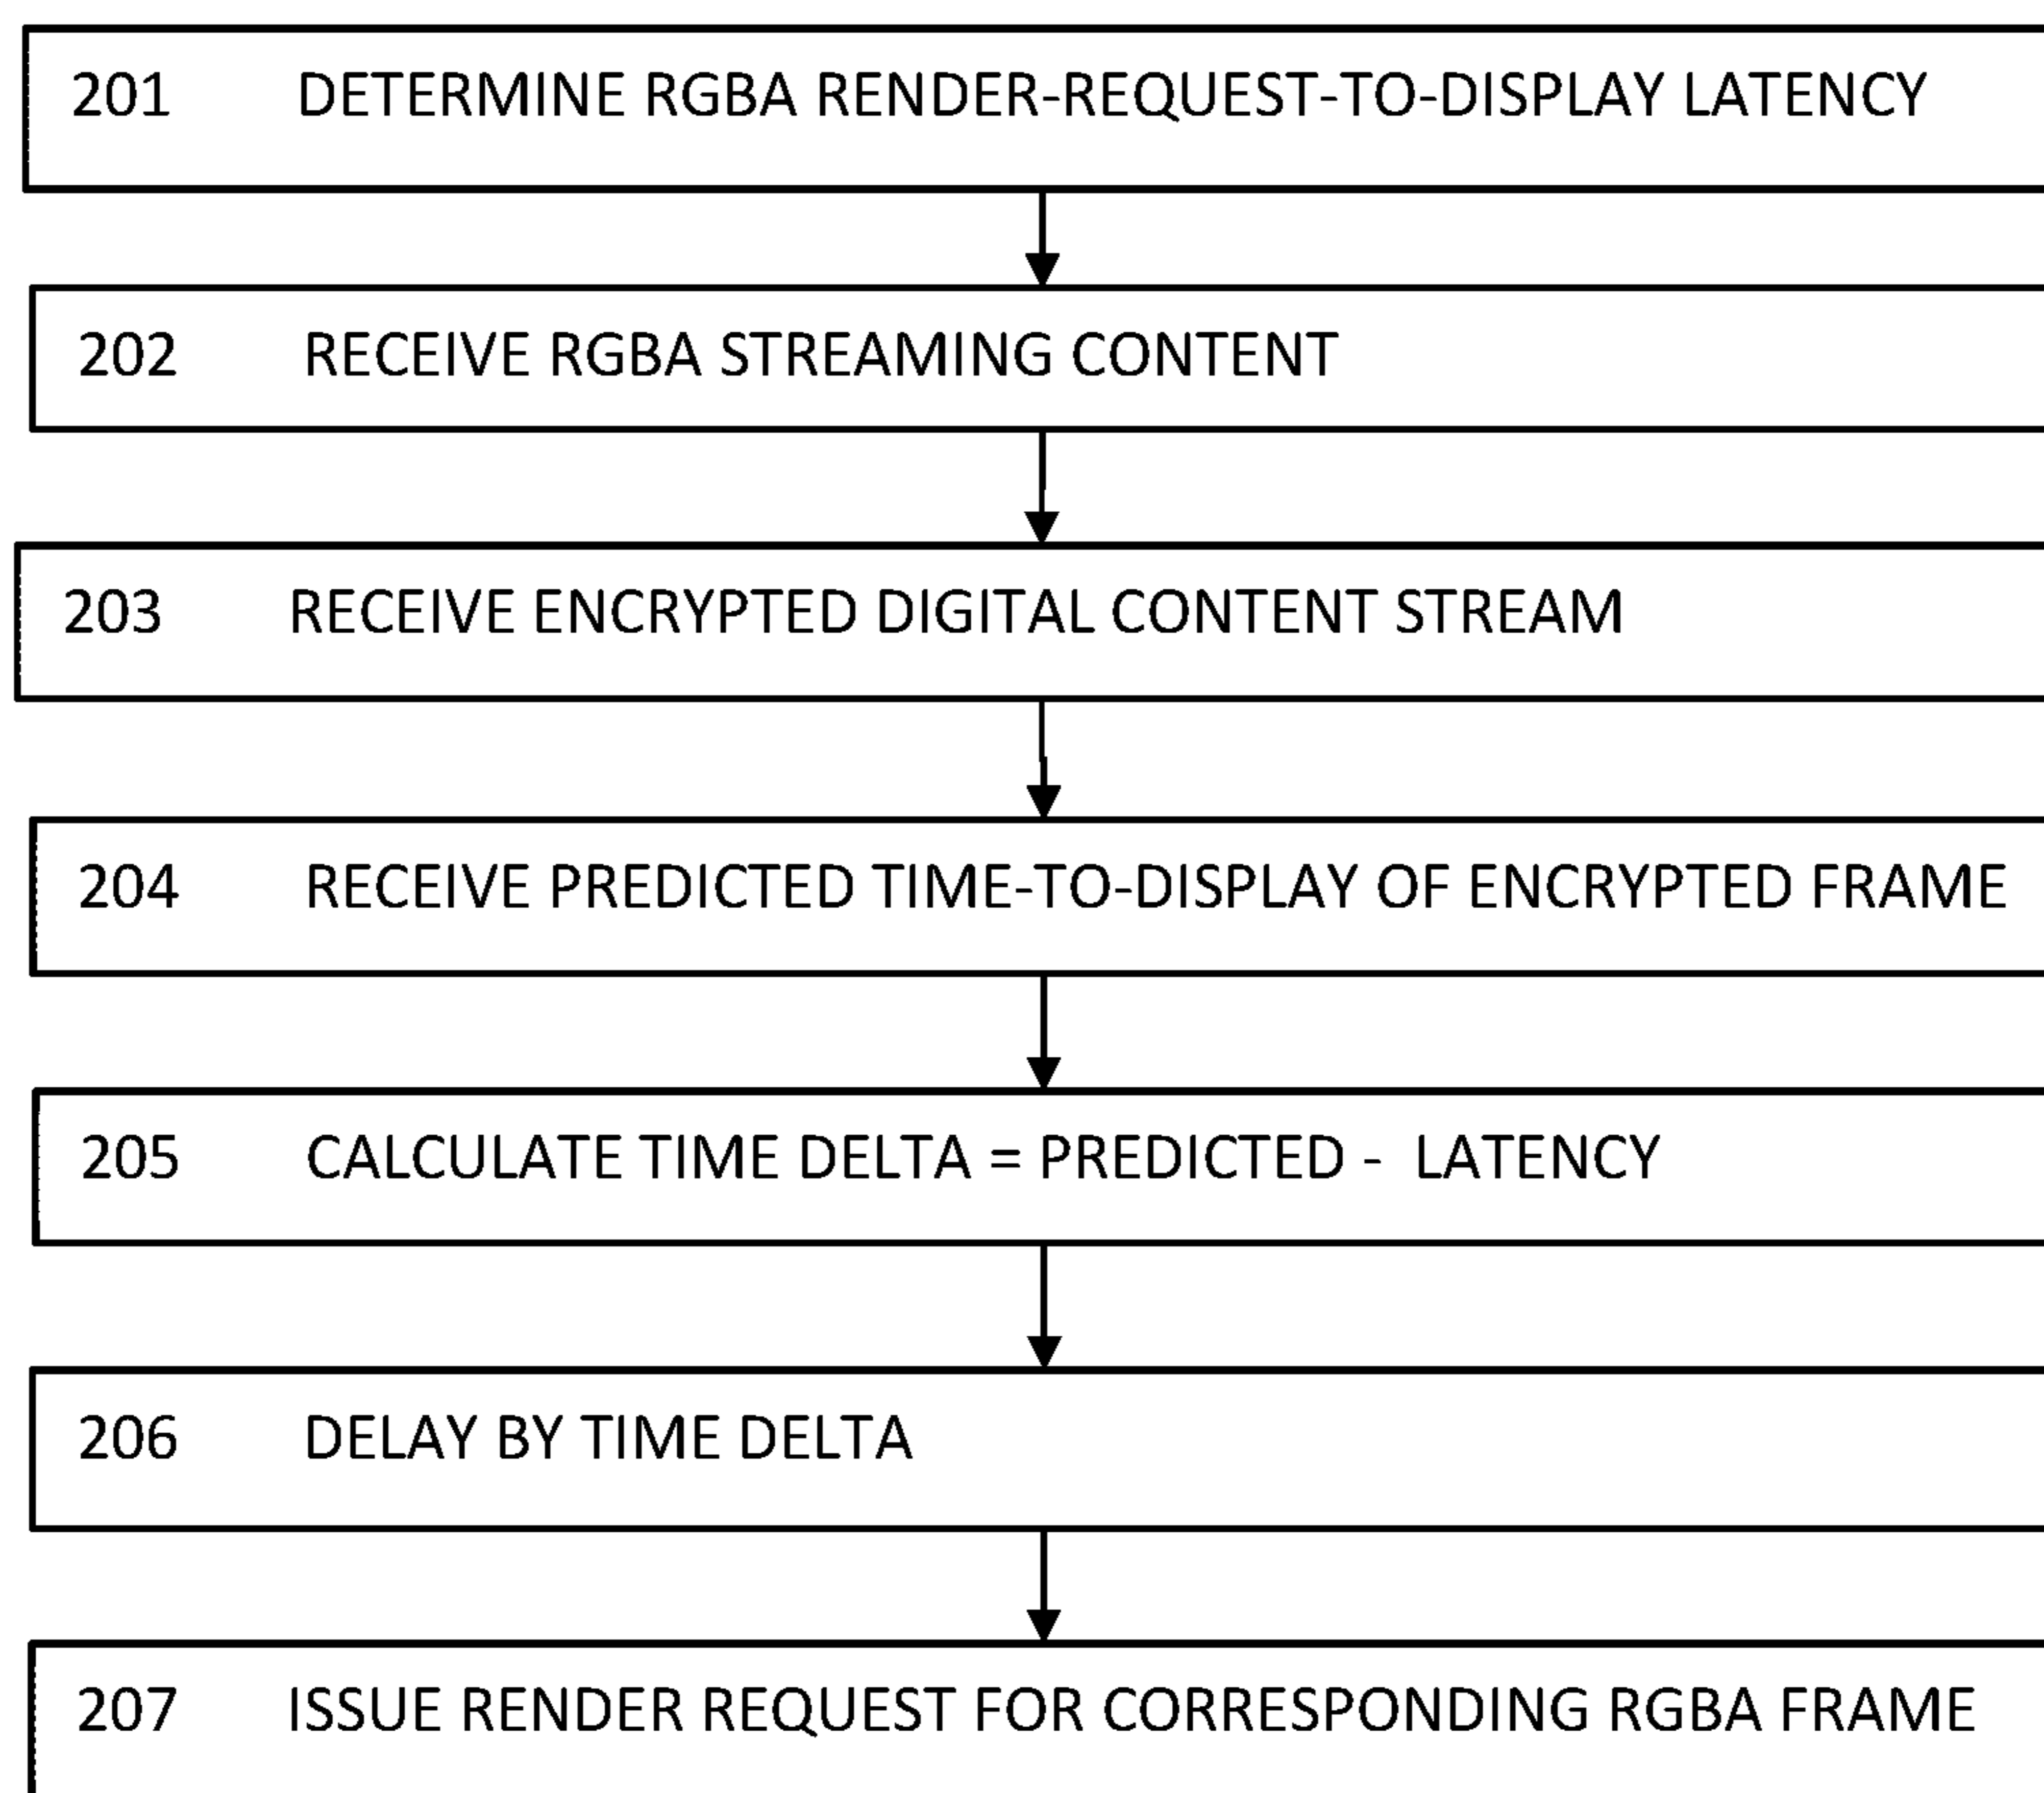 201 DETERMINE RGBA RENDER-REQUEST-TO-DISPLAY LATENCY
202 RECEIVE RGBA STREAMING CONTENT
203 RECEIVE ENCRYPTED DIGITAL CONTENT STREAM
204 RECEIVE PREDICTED TIME-TO-DISPLAY OF ENCRYPTED FRAME
205 CALCULATE TIME DELTA = PREDICTED - LATENCY
206 DELAY BY TIME DELTA
207 ISSUE RENDER REQUEST FOR CORRESPONDING RGBA FRAME